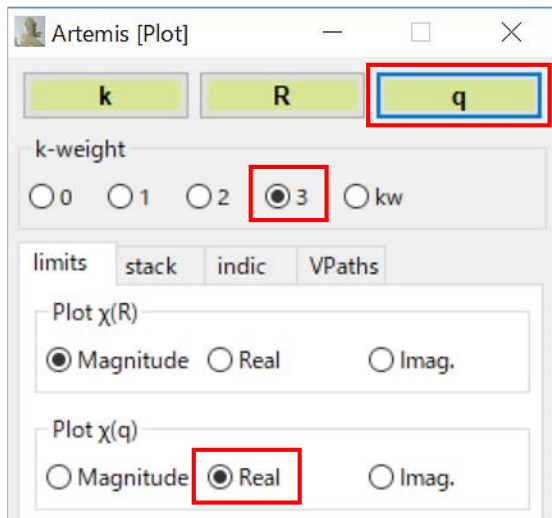 Artemis [Plot]
k R q
k-weight
0 1 2 3 kw
limits stack indic VPaths
Plot χ(R)
Magnitude Real Imag.
Plot χ(q)
Magnitude Real Imag.